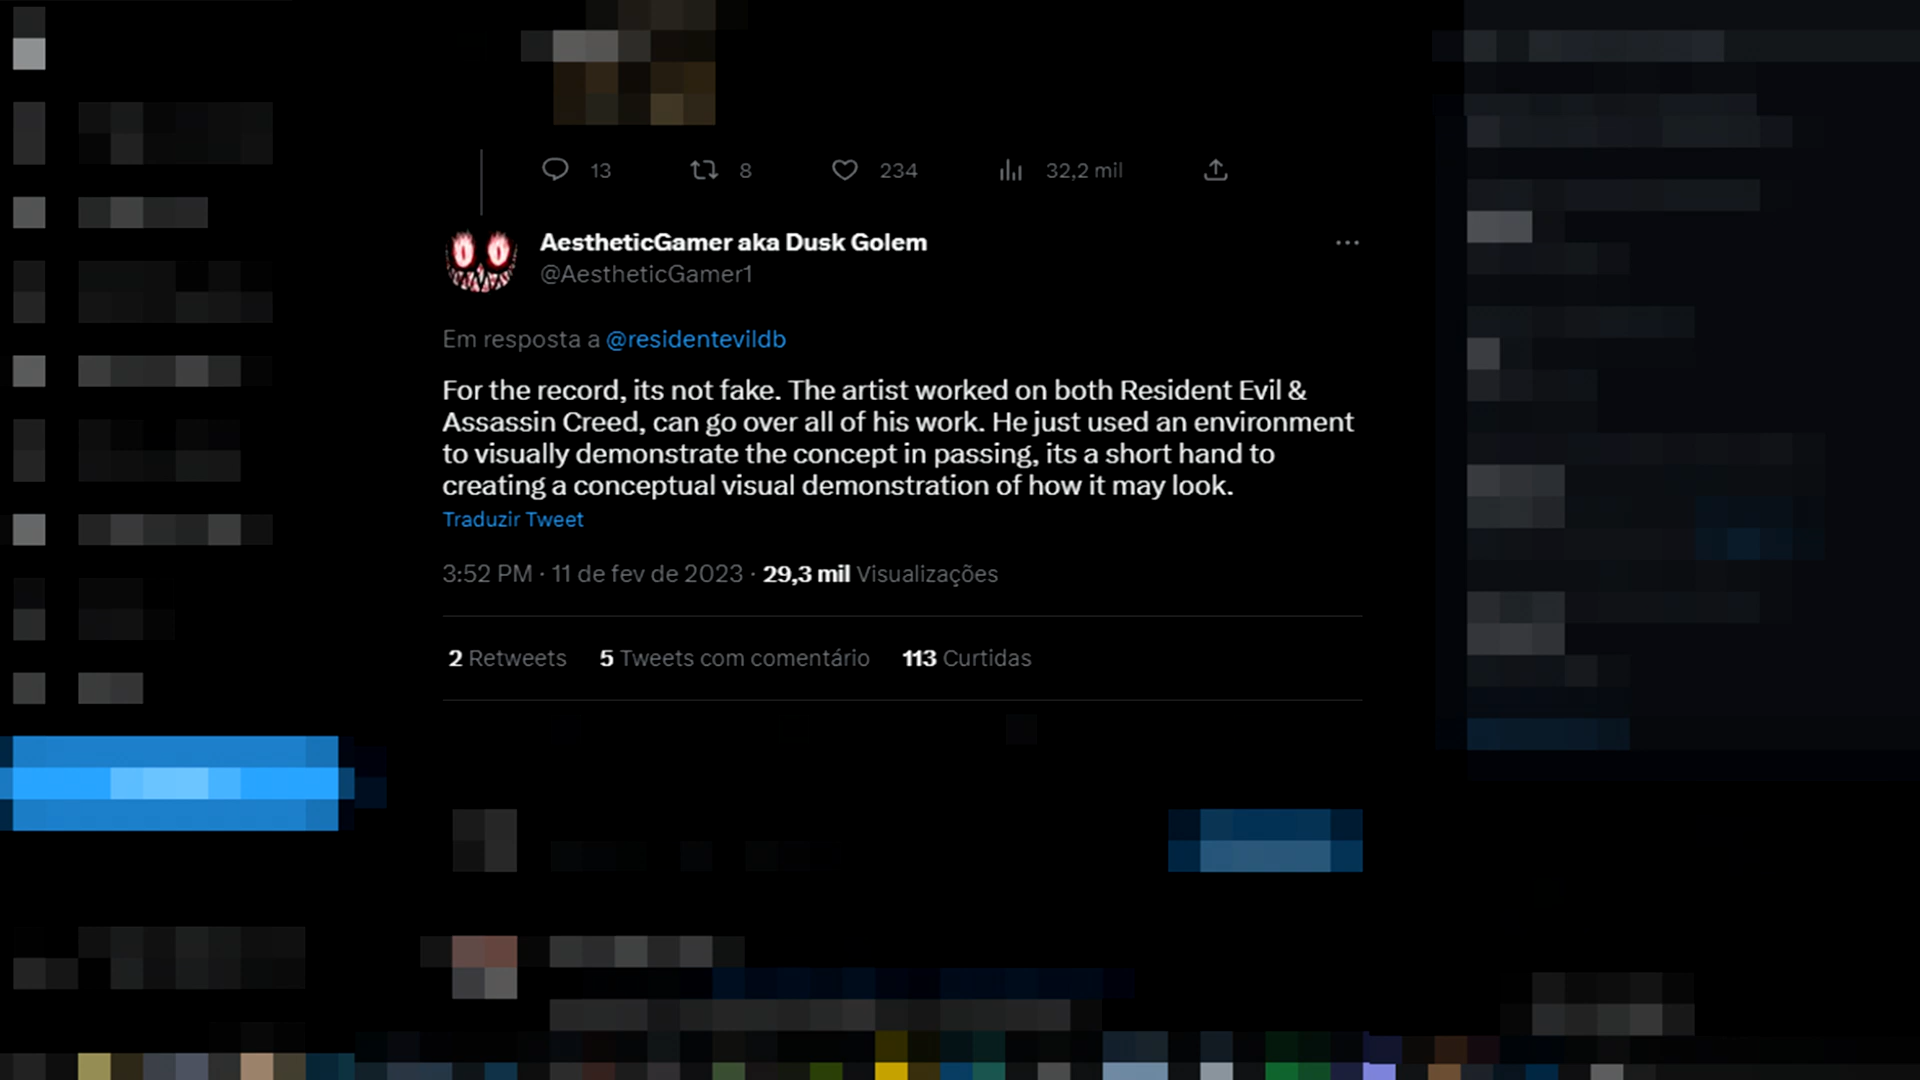 13 8 234 32,2 mil
AestheticGamer aka Dusk Golem
@AestheticGamer1
Em resposta a @residentevildb
For the record, its not fake. The artist worked on both Resident Evil &
Assassin Creed, can go over all of his work. He just used an environment
to visually demonstrate the concept in passing, its a short hand to
creating a conceptual visual demonstration of how it may look.
Traduzir Tweet
3:52 PM · 11 de fev de 2023 · 29,3 mil Visualizações
2 Retweets 5 Tweets com comentário 113 Curtidas